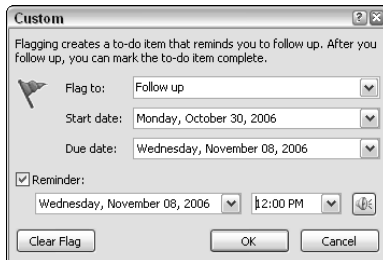 Custom
Flagging creates a to-do item that reminds you to follow up. After you
follow up, you can mark the to-do item complete.
Flag to: Follow up
Start date: Monday, October 30, 2006
Due date: Wednesday, November 08, 2006
Reminder:
Wednesday, November 08, 2006 12:00 PM
Clear Flag OK Cancel